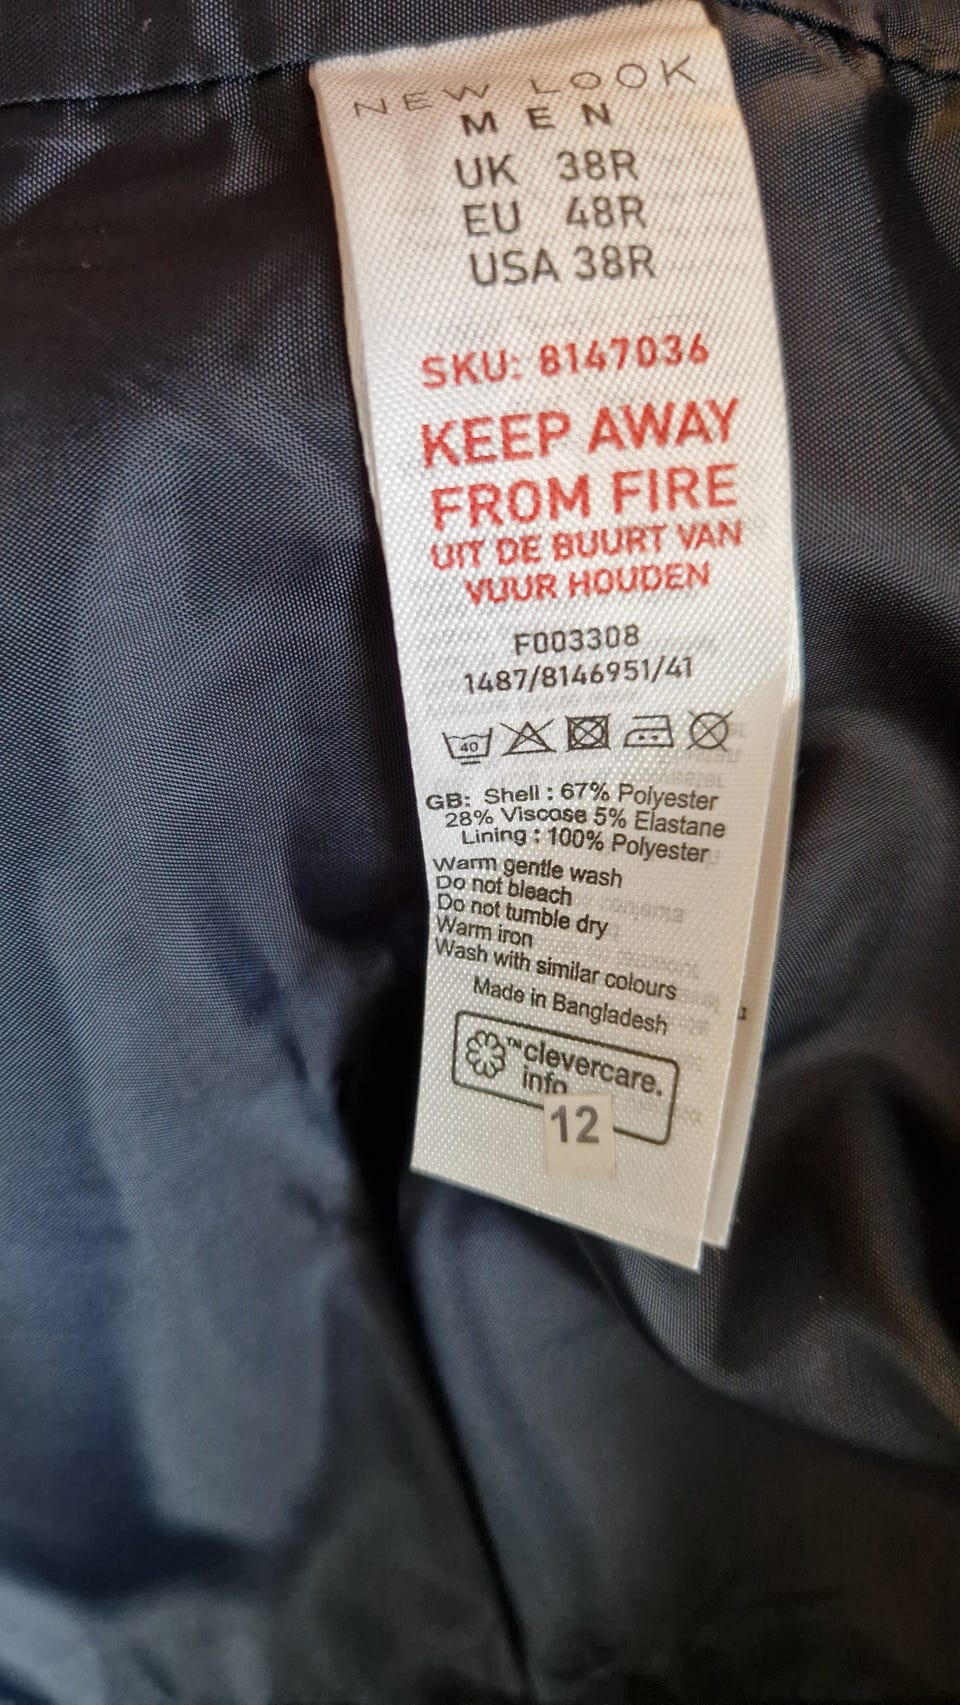 NEW LOOK
MEN
UK 38R
EU 48R
USA 38R
SKU: 8147036
KEEP AWAY
FROM FIRE
UIT DE BUURT VAN
VUUR HOUDEN
F003308
1487/8146951/41
40
GB: Shell : 67% Polyester
28% Viscose 5% Elastane
Lining : 100% Polyester
Warm gentle wash
Do not bleach
Do not tumble dry
Warm iron
Wash with similar colours
Made in Bangladesh
™clevercare.
info
12